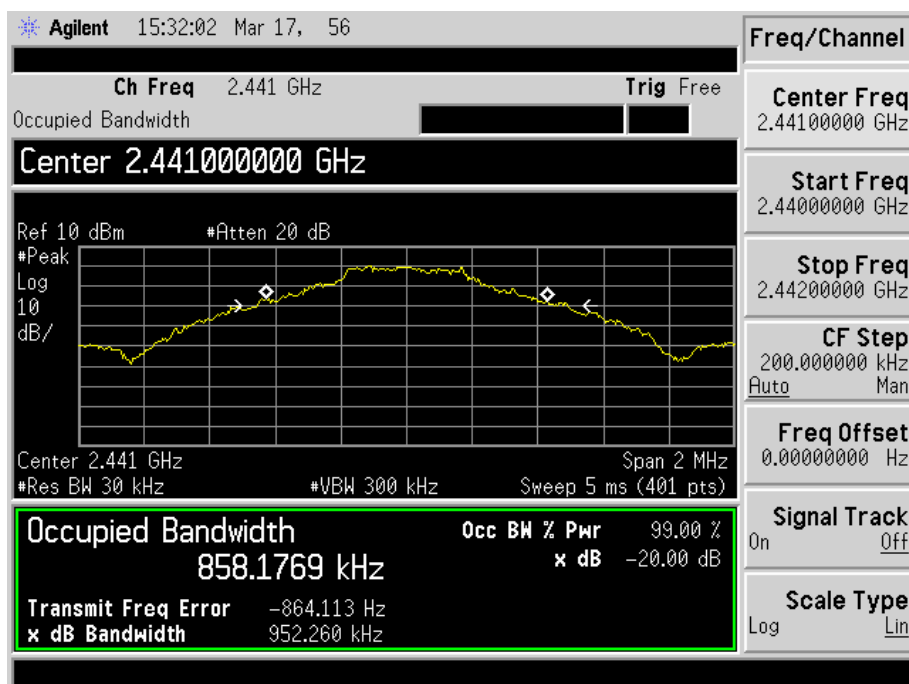 Agilent 15:32:02 Mar 17, 56
Ch Freq 2.441 GHz Trig Free
Occupied Bandwidth
Center 2.441000000 GHz
Ref 10 dBm #Atten 20 dB
#Peak
Log
10
dB/
Center 2.441 GHz Span 2 MHz
#Res BW 30 kHz #VBW 300 kHz Sweep 5 ms (401 pts)
Occupied Bandwidth Occ BW % Pwr 99.00 %
858.1769 kHz x dB -20.00 dB
Transmit Freq Error -864.113 Hz
x dB Bandwidth 952.260 kHz
Freq/Channel
Center Freq
2.44100000 GHz
Start Freq
2.44000000 GHz
Stop Freq
2.44200000 GHz
CF Step
200.000000 kHz
Auto Man
Freq Offset
0.00000000 Hz
Signal Track
On Off
Scale Type
Log Lin